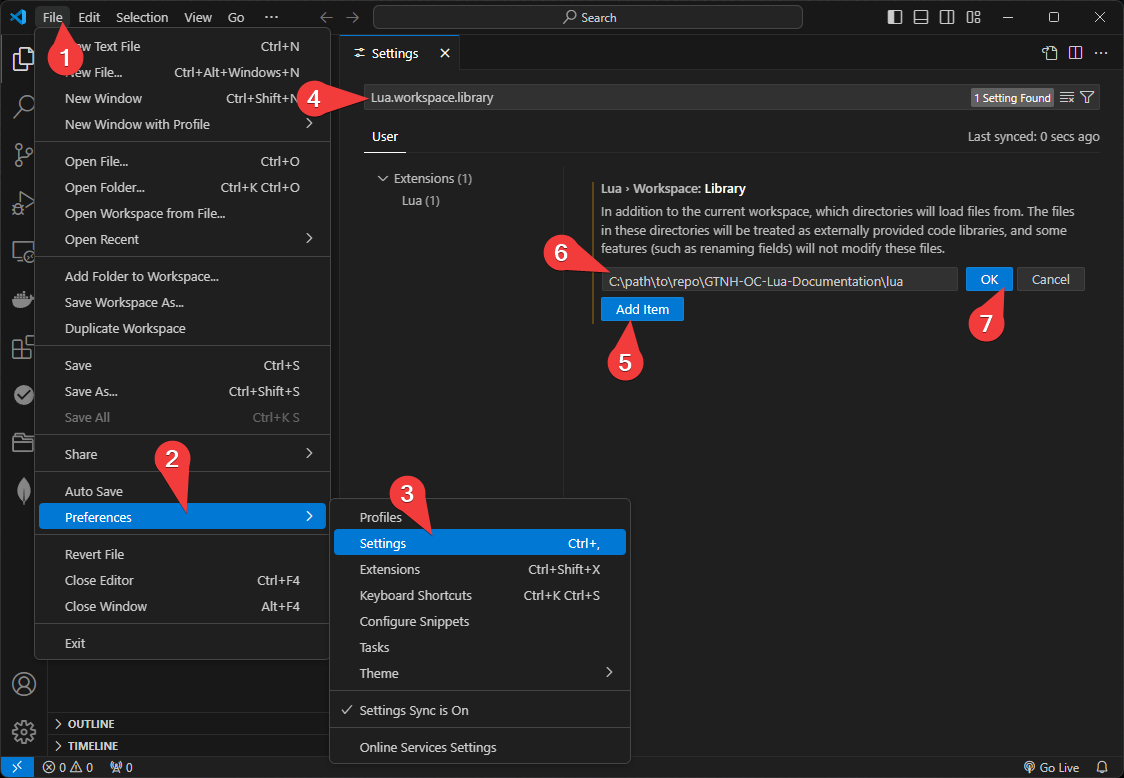 File Edit Selection View Go ···
Search
1
New Text File Ctrl+N
New File... Ctrl+Alt+Windows+N
New Window Ctrl+Shift+N
New Window with Profile
Open File... Ctrl+O
Open Folder... Ctrl+K Ctrl+O
Open Workspace from File...
Open Recent
Add Folder to Workspace...
Save Workspace As...
Duplicate Workspace
Save Ctrl+S
Save As... Ctrl+Shift+S
Save All Ctrl+K S
Share
2
Auto Save
Preferences
Revert File
Close Editor Ctrl+F4
Close Window Alt+F4
Exit
3
Profiles
Settings Ctrl+,
Extensions Ctrl+Shift+X
Keyboard Shortcuts Ctrl+K Ctrl+S
Configure Snippets
Tasks
Theme
Settings Sync is On
Online Services Settings
Settings
4
Lua.workspace.library
1 Setting Found
User
Last synced: 0 secs ago
Extensions (1)
Lua (1)
Lua › Workspace: Library
In addition to the current workspace, which directories will load files from. The files
in these directories will be treated as externally provided code libraries, and some
features (such as renaming fields) will not modify these files.
6
C:\path\to\repo\GTNH-OC-Lua-Documentation\lua
OK
Cancel
Add Item
7
5
OUTLINE
TIMELINE
0 0 0
Go Live